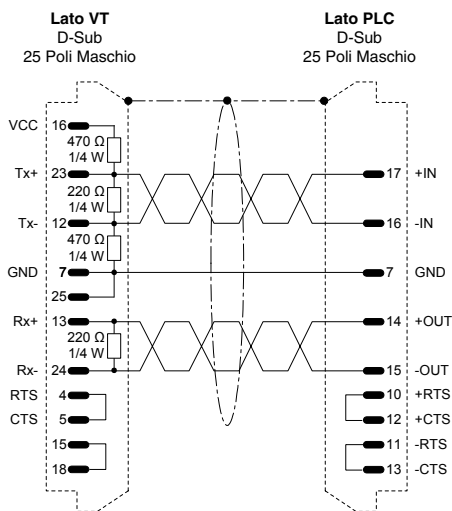 Lato VT
D-Sub
25 Poli Maschio
Lato PLC
D-Sub
25 Poli Maschio
VCC 16
470 Ω
1/4 W
Tx+ 23
17 +IN
220 Ω
1/4 W
Tx- 12
16 -IN
470 Ω
1/4 W
GND 7
7 GND
25
Rx+ 13
14 +OUT
220 Ω
1/4 W
Rx- 24
15 -OUT
RTS 4
10 +RTS
CTS 5
12 +CTS
15
11 -RTS
18
13 -CTS